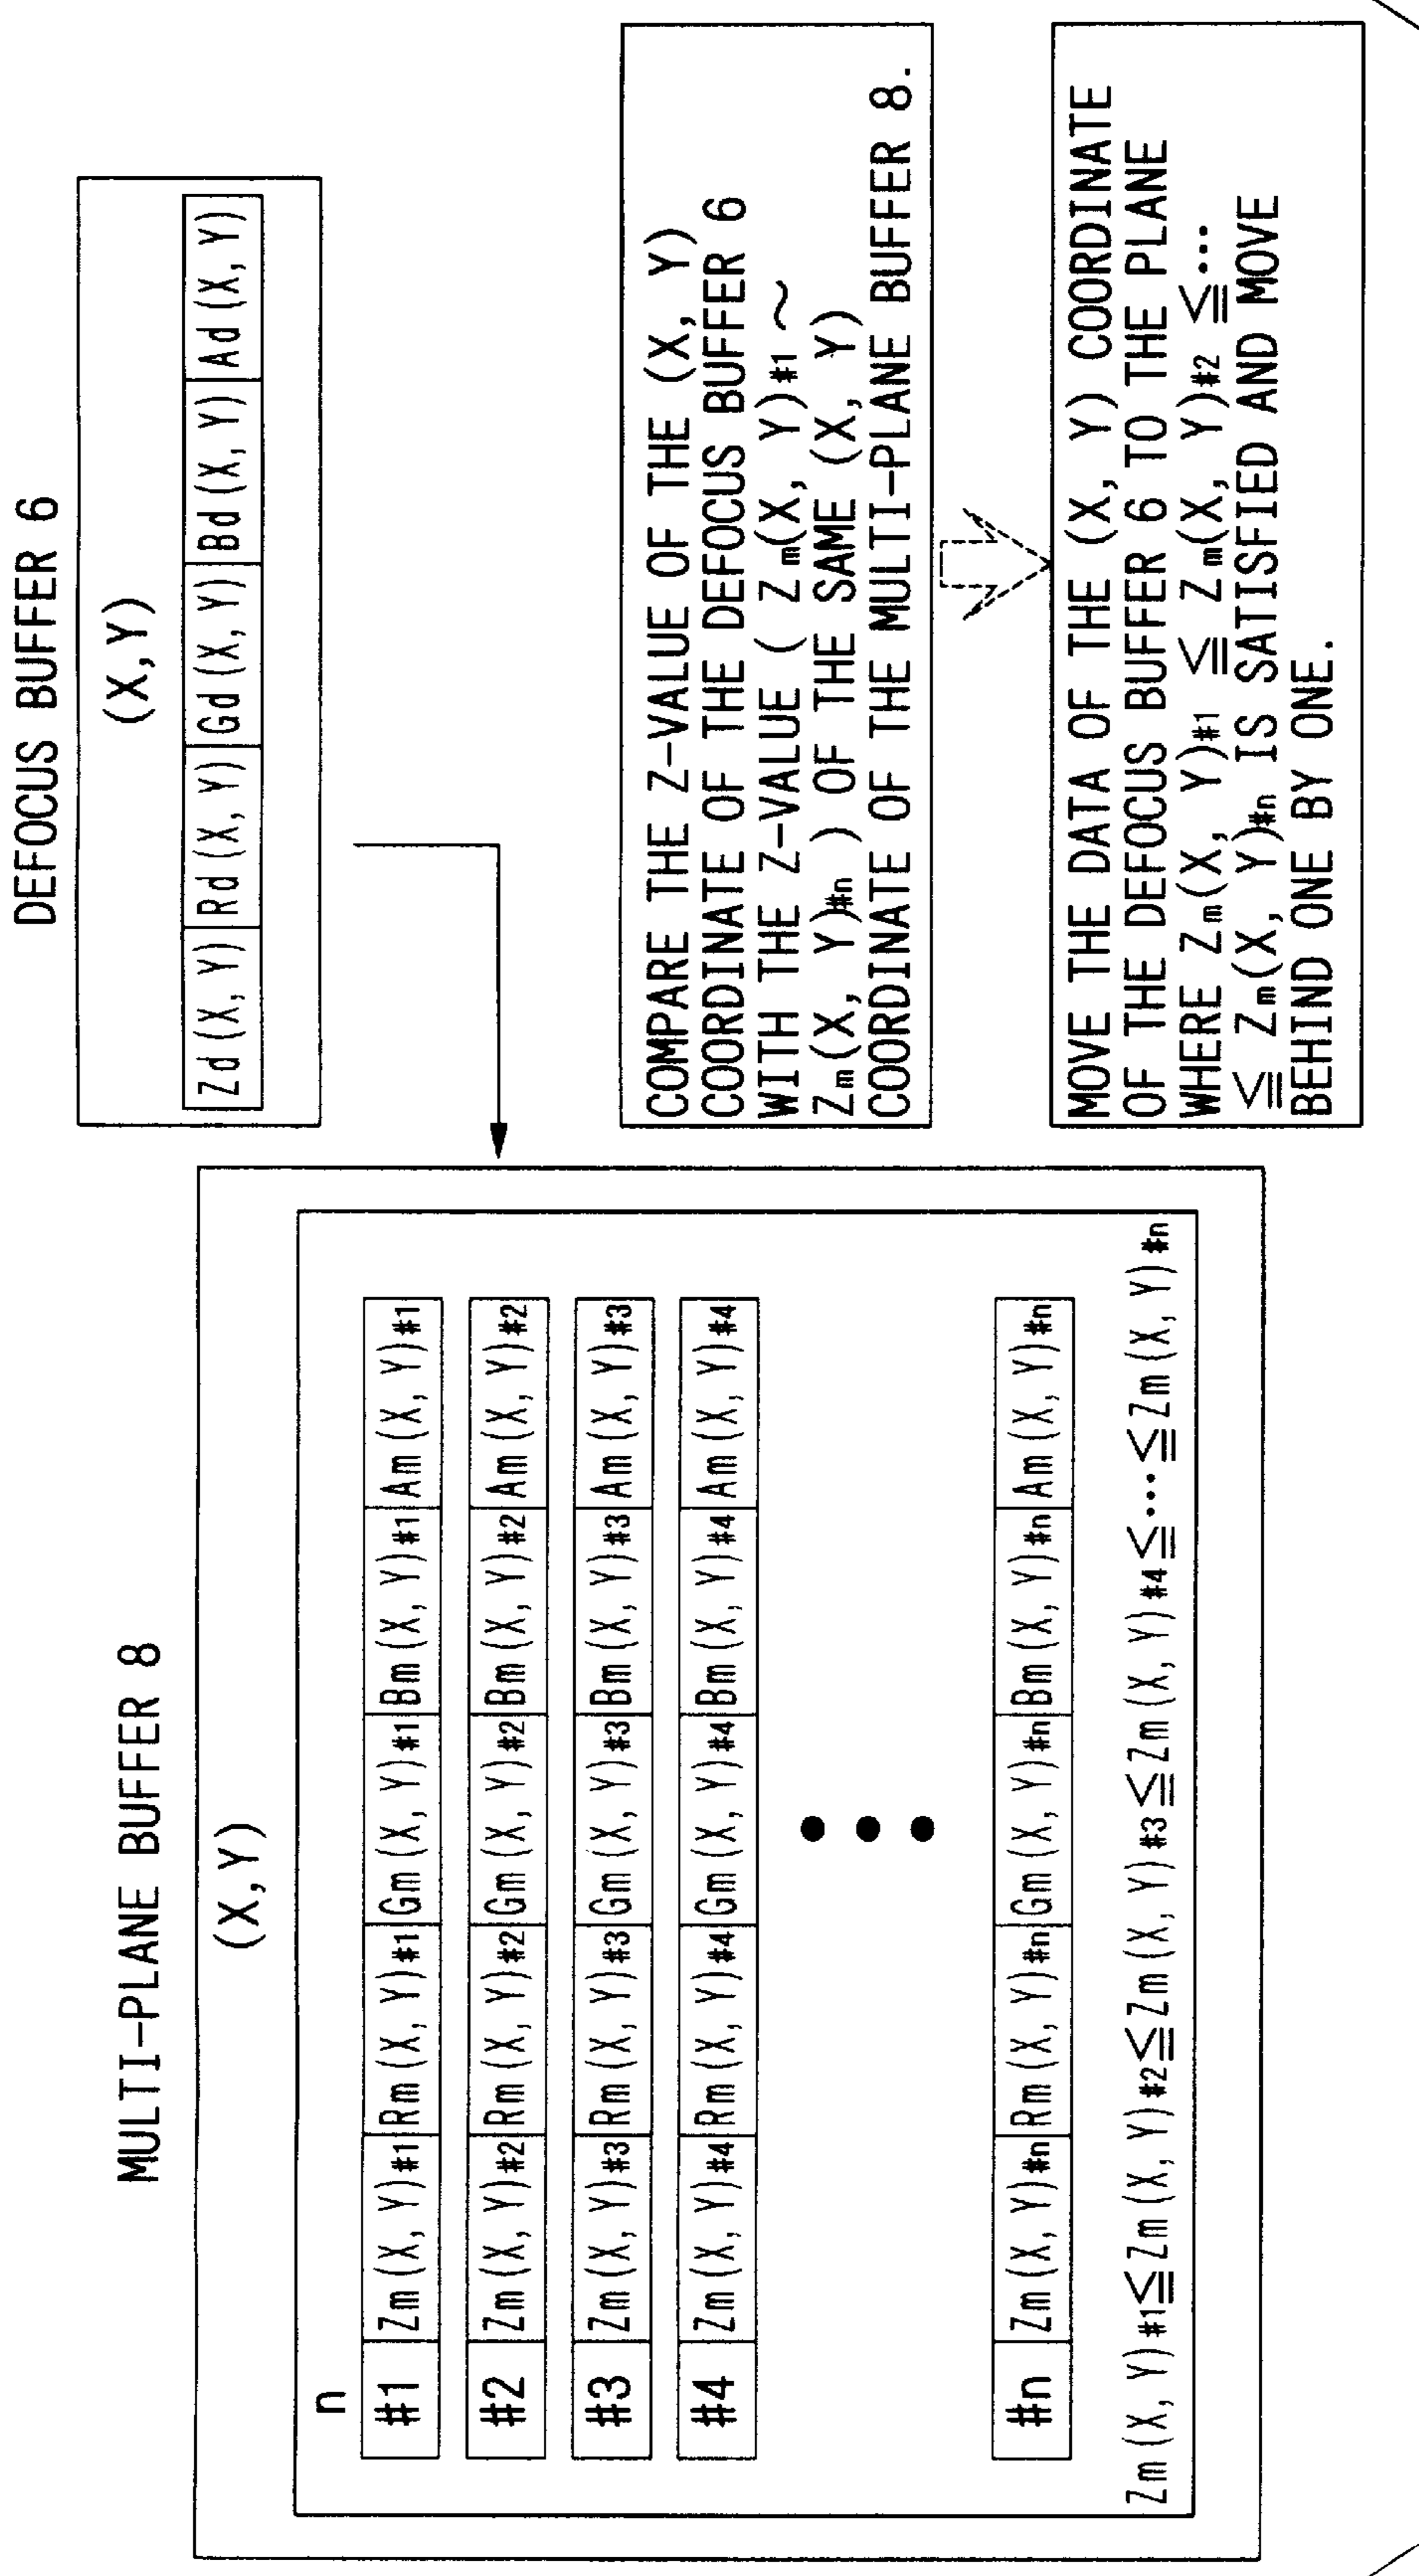 MULTI-PLANE BUFFER 8
(X,Y)
n
#1 Zm(X, Y)#1 Rm(X, Y)#1 Gm(X, Y)#1 Bm(X, Y)#1 Am(X, Y)#1
#2 Zm(X, Y)#2 Rm(X, Y)#2 Gm(X, Y)#2 Bm(X, Y)#2 Am(X, Y)#2
#3 Zm(X, Y)#3 Rm(X, Y)#3 Gm(X, Y)#3 Bm(X, Y)#3 Am(X, Y)#3
#4 Zm(X, Y)#4 Rm(X, Y)#4 Gm(X, Y)#4 Bm(X, Y)#4 Am(X, Y)#4
#n Zm(X, Y)#n Rm(X, Y)#n Gm(X, Y)#n Bm(X, Y)#n Am(X, Y)#n
Zm(X, Y)#1≦Zm(X, Y)#2≦Zm(X, Y)#3≦Zm(X, Y)#4≦•••≦Zm(X, Y)#n
DEFOCUS BUFFER 6
(X,Y)
Zd(X, Y) Rd(X, Y) Gd(X, Y) Bd(X, Y) Ad(X, Y)
COMPARE THE Z-VALUE OF THE (X, Y)
COORDINATE OF THE DEFOCUS BUFFER 6
WITH THE Z-VALUE ( Zm(X, Y)#1 ~
Zm(X, Y)#n ) OF THE SAME (X, Y)
COORDINATE OF THE MULTI-PLANE BUFFER 8.
MOVE THE DATA OF THE (X, Y) COORDINATE
OF THE DEFOCUS BUFFER 6 TO THE PLANE
WHERE Zm(X, Y)#1 ≦ Zm(X, Y)#2 ≦•••
≦ Zm(X, Y)#n IS SATISFIED AND MOVE
BEHIND ONE BY ONE.